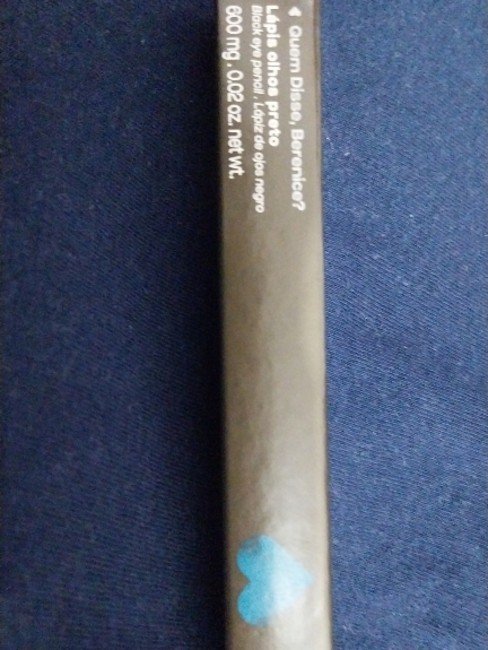 Quem Disse, Berenice?
Lápis olhos preto
Black eye pencil . Lápiz de ojos negro
600 mg . 0.02 oz. net wt.